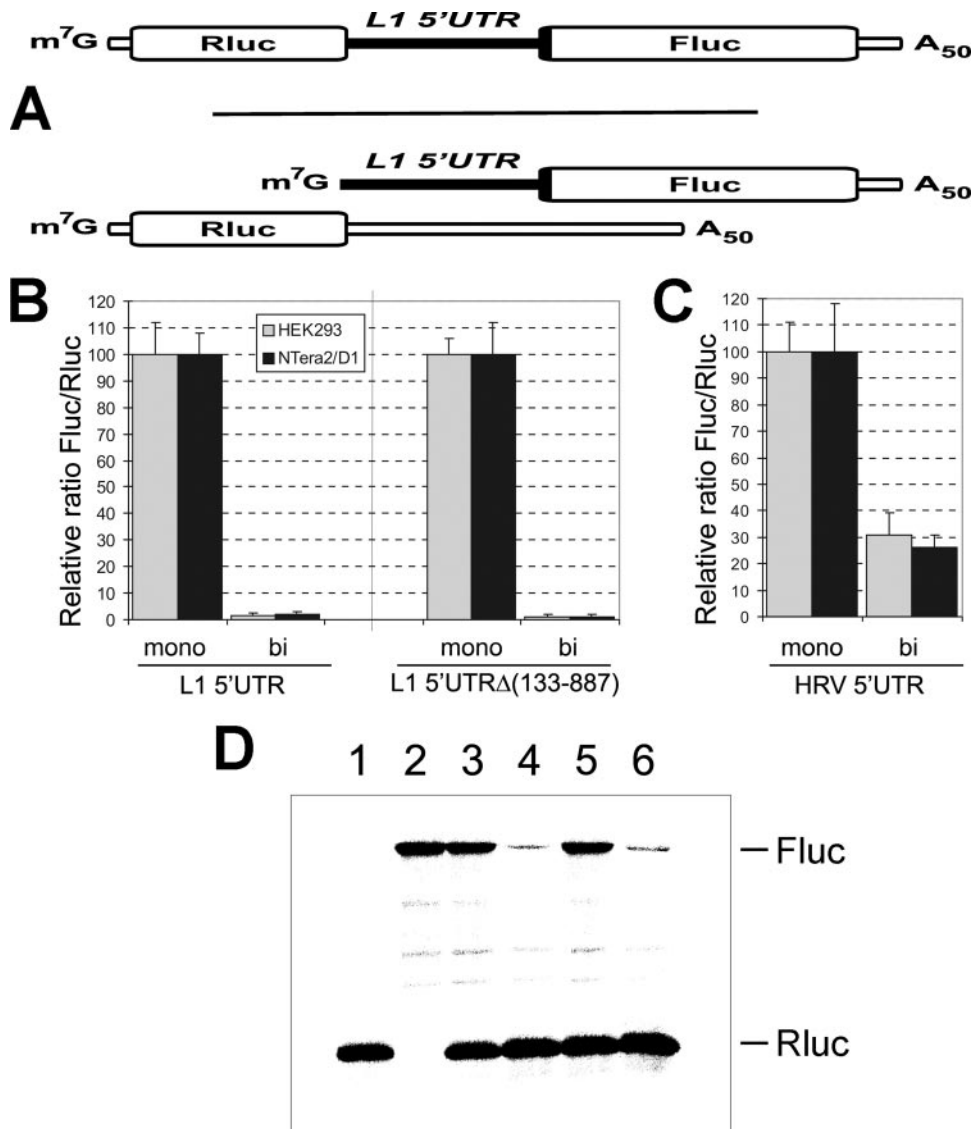 L1 5'UTR
m⁷G Rluc Fluc A₅₀
A
L1 5'UTR
m⁷G Fluc A₅₀
m⁷G Rluc A₅₀
B
Relative ratio Fluc/Rluc
120
110
100
90
80
70
60
50
40
30
20
10
0
HEK293
NTera2/D1
mono bi mono bi
L1 5'UTR L1 5'UTRΔ(133-887)
C
Relative ratio Fluc/Rluc
120
110
100
90
80
70
60
50
40
30
20
10
0
mono bi
HRV 5'UTR
D
1 2 3 4 5 6
Fluc
Rluc